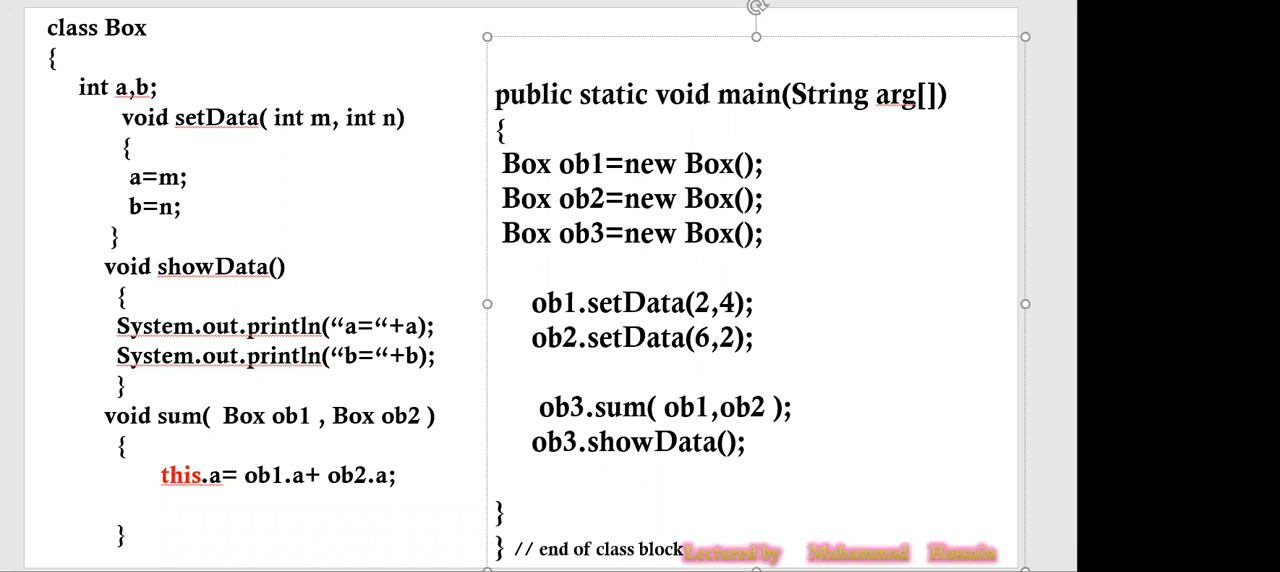 class Box
{
int a,b;
void setData( int m, int n)
{
a=m;
b=n;
}
void showData()
{
System.out.println(“a=“+a);
System.out.println(“b=“+b);
}
void sum(  Box ob1 , Box ob2 )
{
this.a= ob1.a+ ob2.a;
}
public static void main(String arg[])
{
Box ob1=new Box();
Box ob2=new Box();
Box ob3=new Box();
ob1.setData(2,4);
ob2.setData(6,2);
ob3.sum( ob1,ob2 );
ob3.showData();
}
} // end of class block
Lectured by Muhammad Hussain